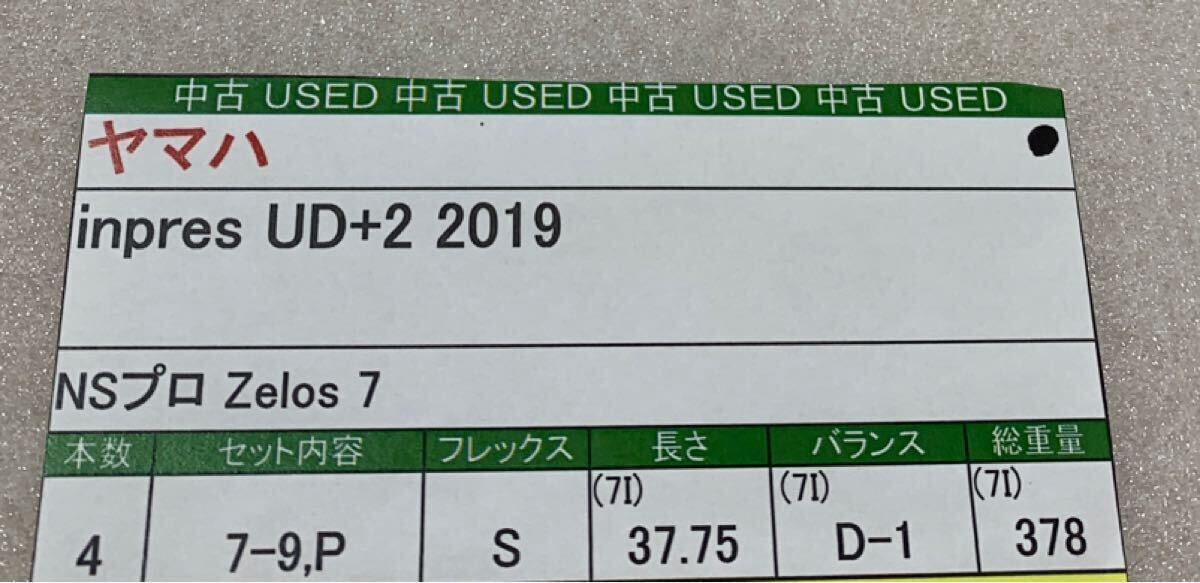 中古 USED 中古 USED 中古 USED 中古 USED
ヤマハ
inpres UD+2 2019
NSプロ Zelos 7
本数 セット内容 フレックス 長さ バランス 総重量
(7I) (7I) (7I)
4 7-9,P S 37.75 D-1 378